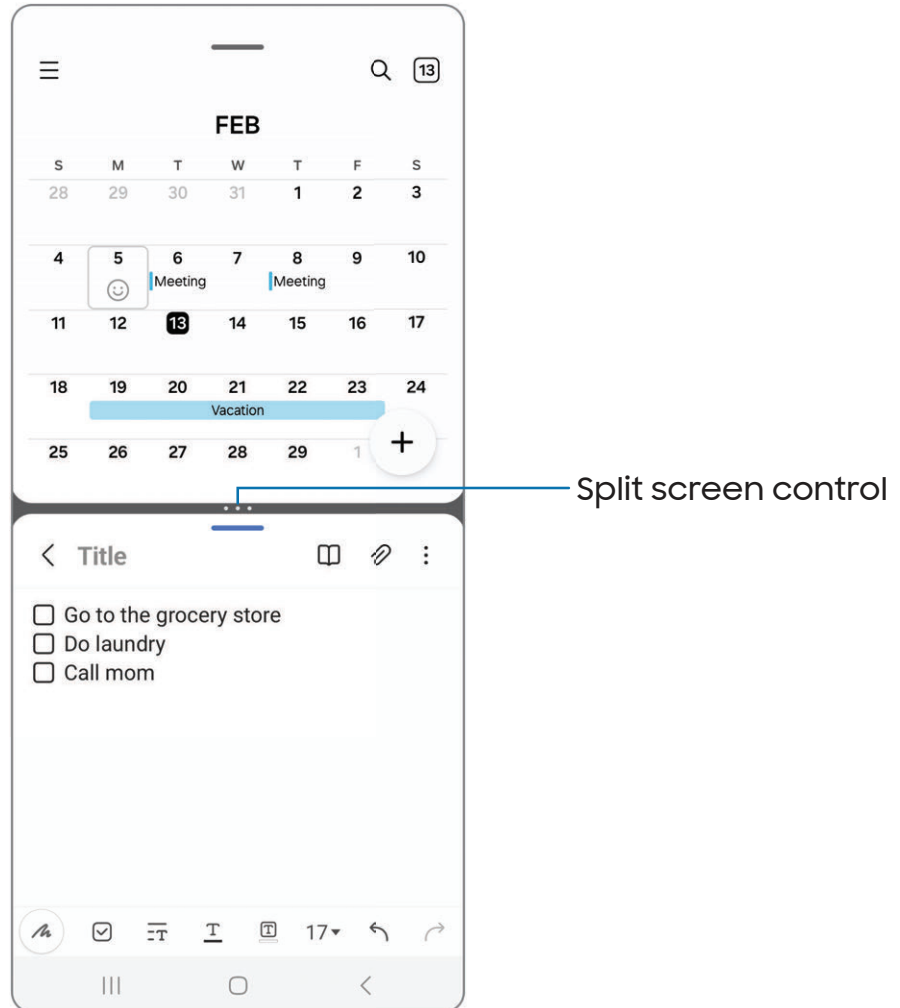 13
FEB
S M T W T F S
28 29 30 31 1 2 3
4 5 6 7 8 9 10
Meeting Meeting
11 12 13 14 15 16 17
18 19 20 21 22 23 24
Vacation
25 26 27 28 29 1
Split screen control
Title
Go to the grocery store
Do laundry
Call mom
T T T 17